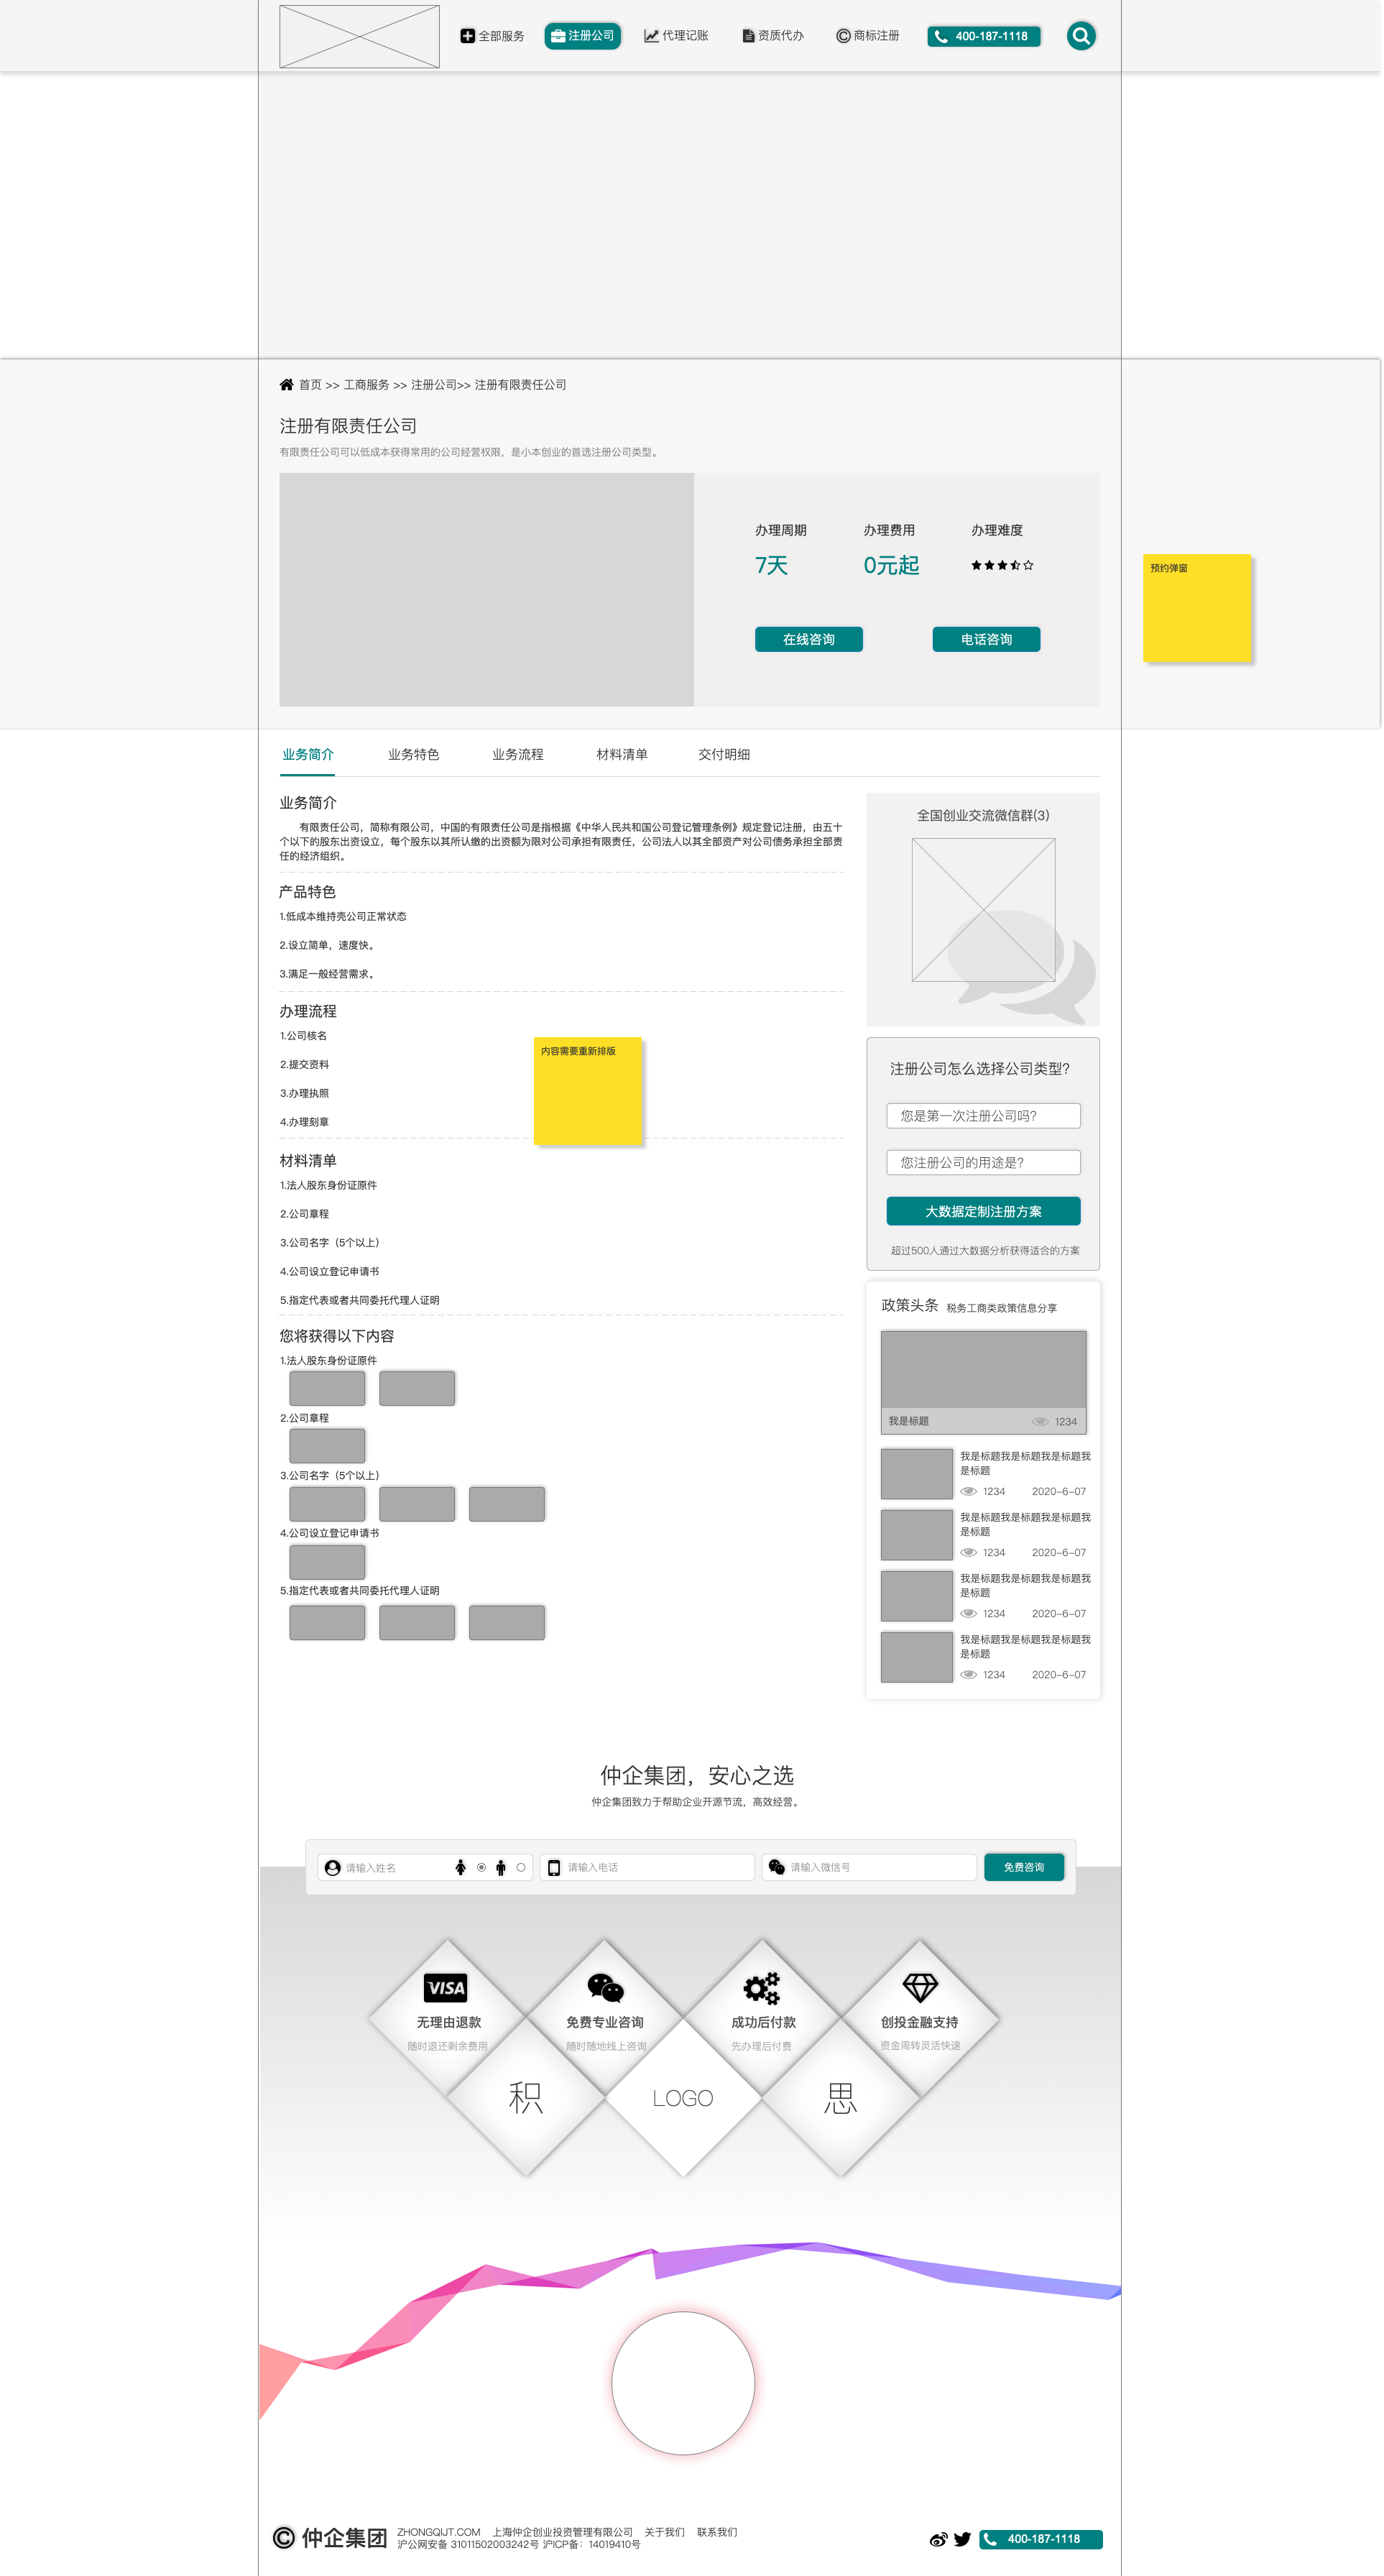 全部服务
注册公司
代理记账
资质代办
商标注册
400-187-1118
首页 >> 工商服务 >> 注册公司>> 注册有限责任公司
注册有限责任公司
有限责任公司可以低成本获得常用的公司经营权限，是小本创业的首选注册公司类型。
办理周期
办理费用
办理难度
7天
0元起
在线咨询
电话咨询
预约弹窗
业务简介
业务特色
业务流程
材料清单
交付明细
业务简介
有限责任公司，简称有限公司，中国的有限责任公司是指根据《中华人民共和国公司登记管理条例》规定登记注册，由五十
个以下的股东出资设立，每个股东以其所认缴的出资额为限对公司承担有限责任，公司法人以其全部资产对公司债务承担全部责
任的经济组织。
产品特色
1.低成本维持壳公司正常状态
2.设立简单，速度快。
3.满足一般经营需求。
办理流程
1.公司核名
2.提交资料
3.办理执照
4.办理刻章
内容需要重新排版
材料清单
1.法人股东身份证原件
2.公司章程
3.公司名字（5个以上）
4.公司设立登记申请书
5.指定代表或者共同委托代理人证明
您将获得以下内容
1.法人股东身份证原件
2.公司章程
3.公司名字（5个以上）
4.公司设立登记申请书
5.指定代表或者共同委托代理人证明
全国创业交流微信群(3)
注册公司怎么选择公司类型？
您是第一次注册公司吗？
您注册公司的用途是？
大数据定制注册方案
超过500人通过大数据分析获得适合的方案
政策头条 税务工商类政策信息分享
我是标题 1234
我是标题我是标题我是标题我
是标题
1234 2020-6-07
我是标题我是标题我是标题我
是标题
1234 2020-6-07
我是标题我是标题我是标题我
是标题
1234 2020-6-07
我是标题我是标题我是标题我
是标题
1234 2020-6-07
仲企集团，安心之选
仲企集团致力于帮助企业开源节流，高效经营。
请输入姓名
请输入电话
请输入微信号
免费咨询
VISA
无理由退款
随时退还剩余费用
免费专业咨询
随时随地线上咨询
成功后付款
先办理后付费
创投金融支持
资金周转灵活快速
积
LOGO
思
© 仲企集团
ZHONGQIJT.COM 上海仲企创业投资管理有限公司 关于我们 联系我们
沪公网安备 31011502003242号 沪ICP备：14019410号
400-187-1118